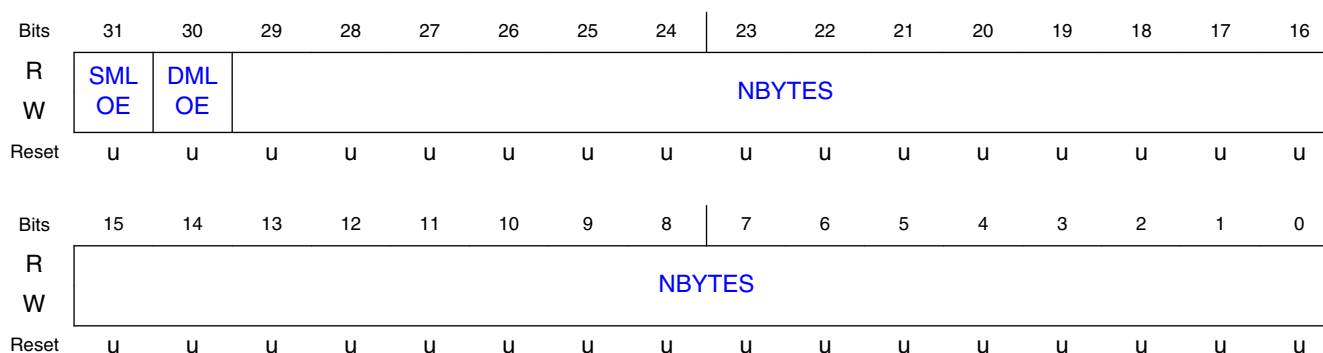 Bits 31 30 29 28 27 26 25 24 23 22 21 20 19 18 17 16
R
SML DML
NBYTES
OE OE
W
Reset u u u u u u u u u u u u u u u u
Bits 15 14 13 12 11 10 9 8 7 6 5 4 3 2 1 0
R
NBYTES
W
Reset u u u u u u u u u u u u u u u u